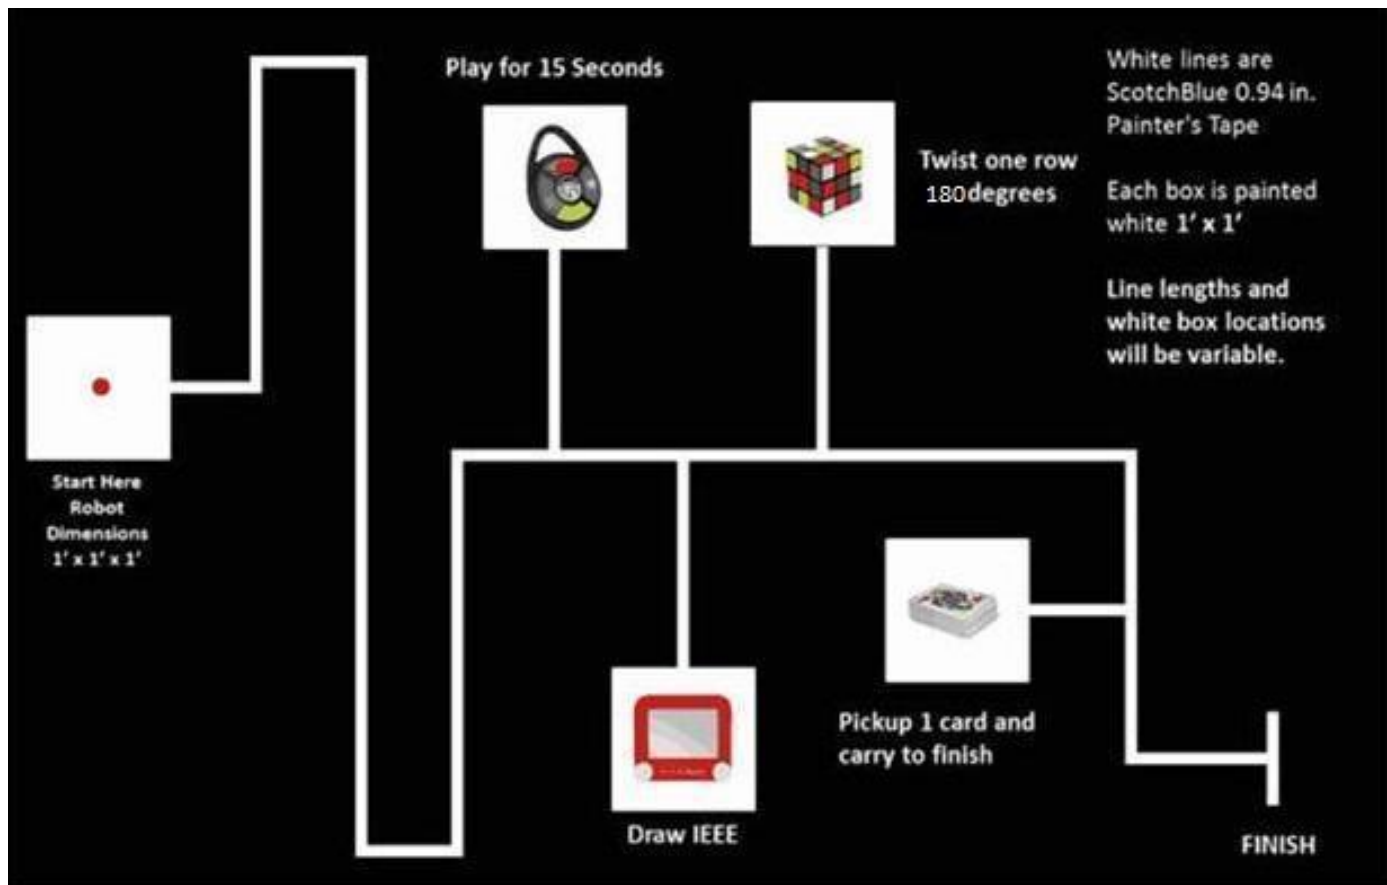 Play for 15 Seconds
White lines are
ScotchBlue 0.94 in.
Painter's Tape
Twist one row
180degrees
Each box is painted
white 1' x 1'
Line lengths and
white box locations
will be variable.
Start Here
Robot
Dimensions
1' x 1' x 1'
Pickup 1 card and
carry to finish
Draw IEEE
FINISH